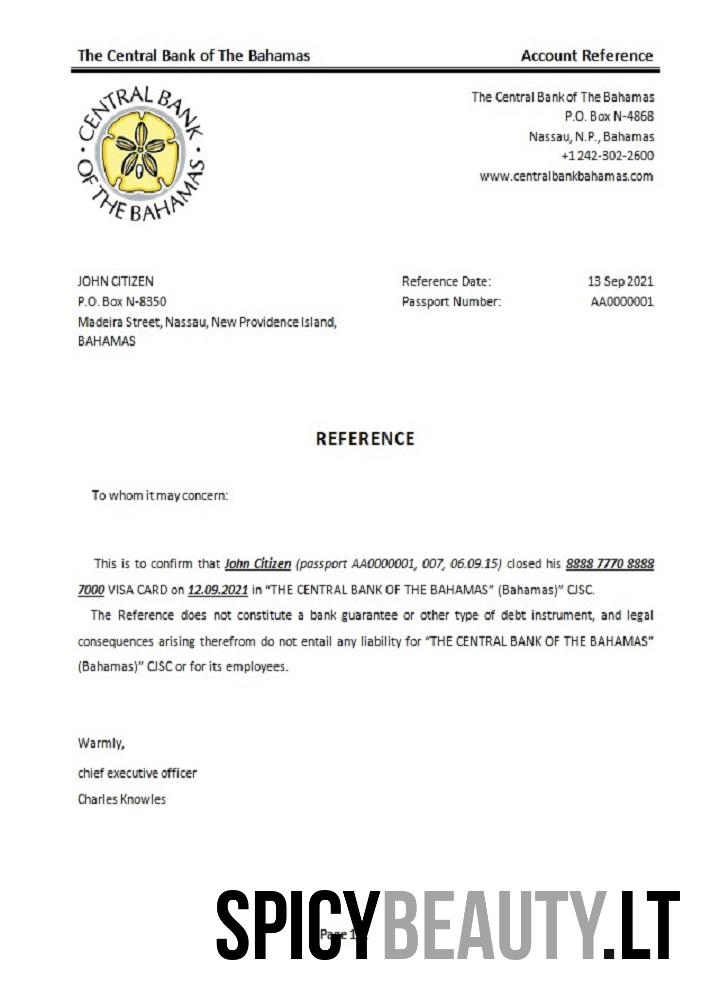 The Central Bank of The Bahamas Account Reference
CENTRAL BANK
OF THE BAHAMAS
The Central Bank of The Bahamas
P.O. Box N-4868
Nassau, N.P., Bahamas
+1 242-302-2600
www.centralbankbahamas.com
JOHN CITIZEN
P.O. Box N-8350
Madeira Street, Nassau, New Providence Island,
BAHAMAS
Reference Date: 13 Sep 2021
Passport Number: AA0000001
REFERENCE
To whom it may concern:
This is to confirm that John Citizen (passport AA0000001, 007, 06.09.15) closed his 8888 7770 8888
7000 VISA CARD on 12.09.2021 in “THE CENTRAL BANK OF THE BAHAMAS” (Bahamas)” CJSC.
The Reference does not constitute a bank guarantee or other type of debt instrument, and legal
consequences arising therefrom do not entail any liability for “THE CENTRAL BANK OF THE BAHAMAS”
(Bahamas)” CJSC or for its employees.
Warmly,
chief executive officer
Charles Knowles
Page 1
SPICYBEAUTY.LT